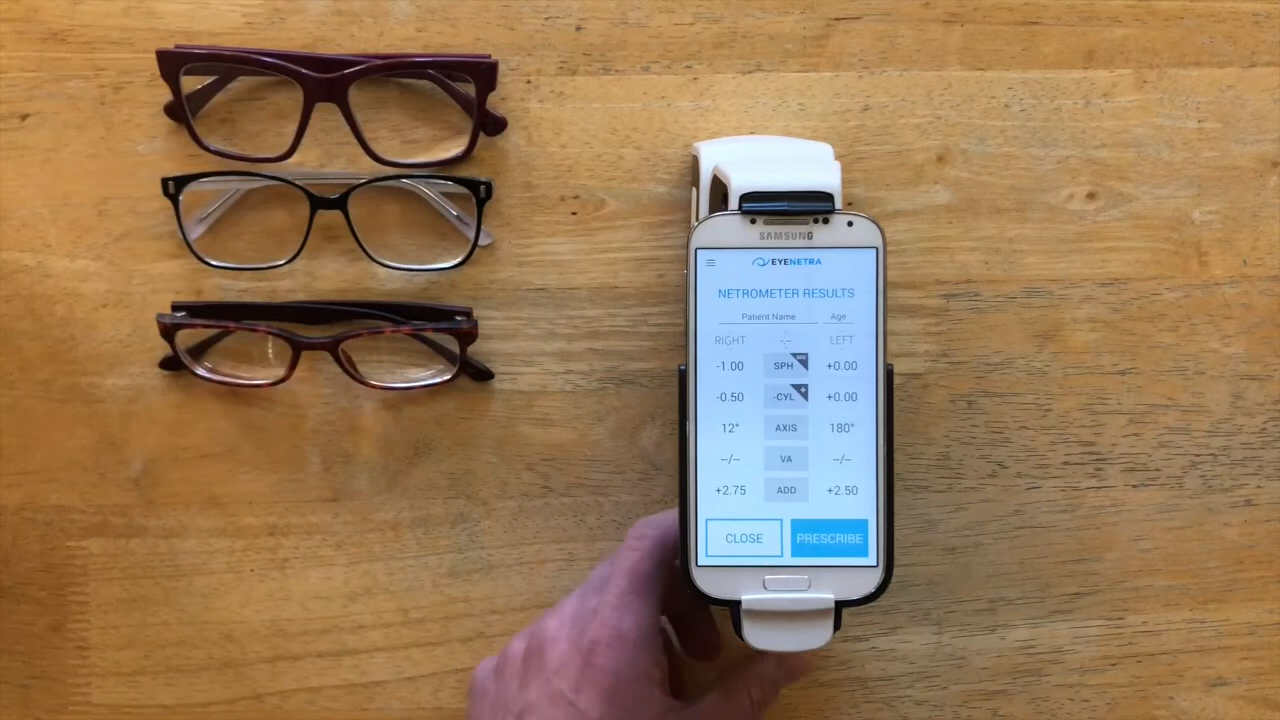 SAMSUNG
EYENETRA
NETROMETER RESULTS
Patient Name Age
RIGHT -.-- LEFT
-1.00 SPH +0.00
-0.50 -CYL + +0.00
12° AXIS 180°
--/-- VA --/--
+2.75 ADD +2.50
CLOSE PRESCRIBE